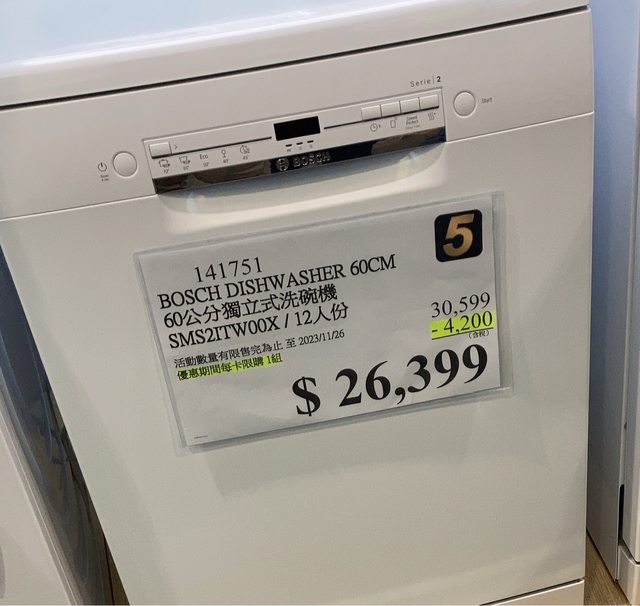 Serie | 2
Start
Eco
BOSCH
5
141751
BOSCH DISHWASHER 60CM
60公分獨立式洗碗機
SMS2ITW00X / 12人份
30,599
- 4,200
(含稅)
活動數量有限售完為止 至 2023/11/26
優惠期間每卡限購 1組
$ 26,399